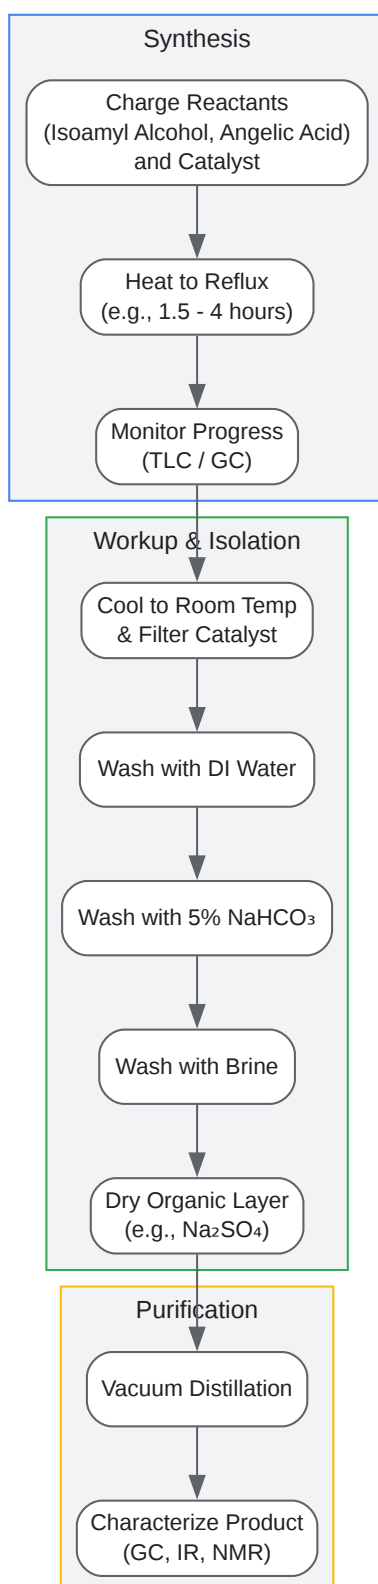 Synthesis
Charge Reactants
(Isoamyl Alcohol, Angelic Acid)
and Catalyst
Heat to Reflux
(e.g., 1.5 - 4 hours)
Monitor Progress
(TLC / GC)
Workup & Isolation
Cool to Room Temp
& Filter Catalyst
Wash with DI Water
Wash with 5% NaHCO₃
Wash with Brine
Dry Organic Layer
(e.g., Na₂SO₄)
Purification
Vacuum Distillation
Characterize Product
(GC, IR, NMR)